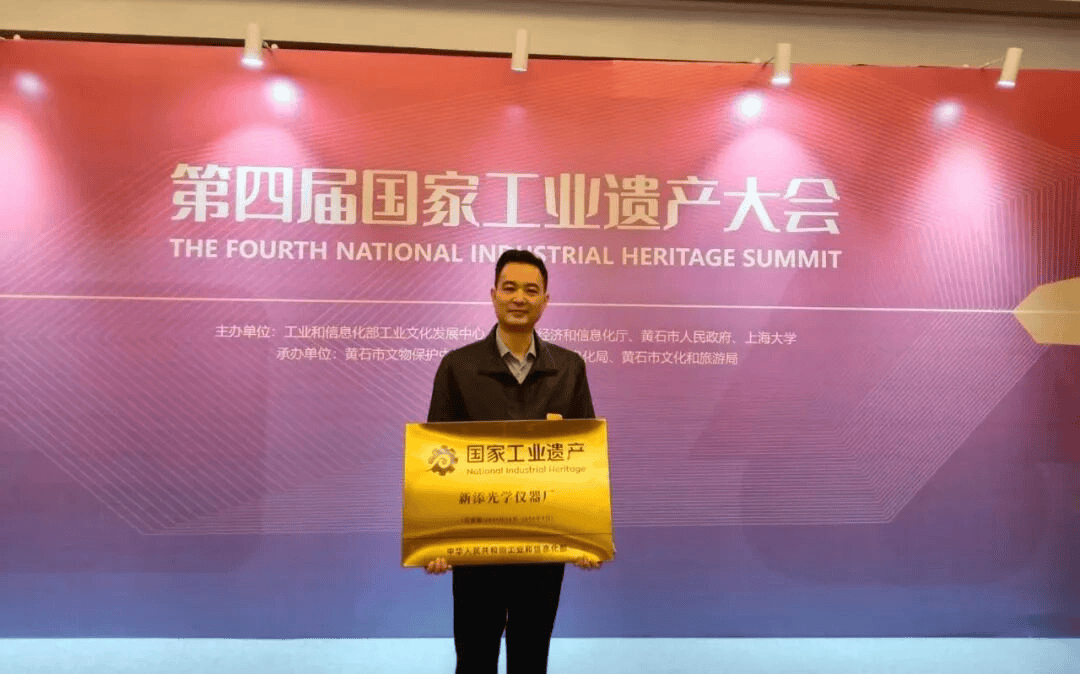 第四届国家工业遗产大会
THE FOURTH NATIONAL INDUSTRIAL HERITAGE SUMMIT
主办单位：工业和信息化部工业文化发展中心 经济和信息化厅、黄石市人民政府、上海大学
承办单位：黄石市文物保护中 化局、黄石市文化和旅游局
国家工业遗产
National Industrial Heritage
新添光学仪器厂
中华人民共和国工业和信息化部